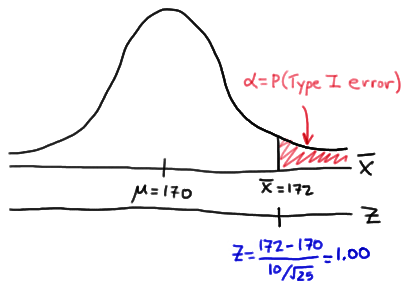 α=P(Type I error)
X̅
μ=170
x̅=172
Z
Z=172-170/10/√25=1.00